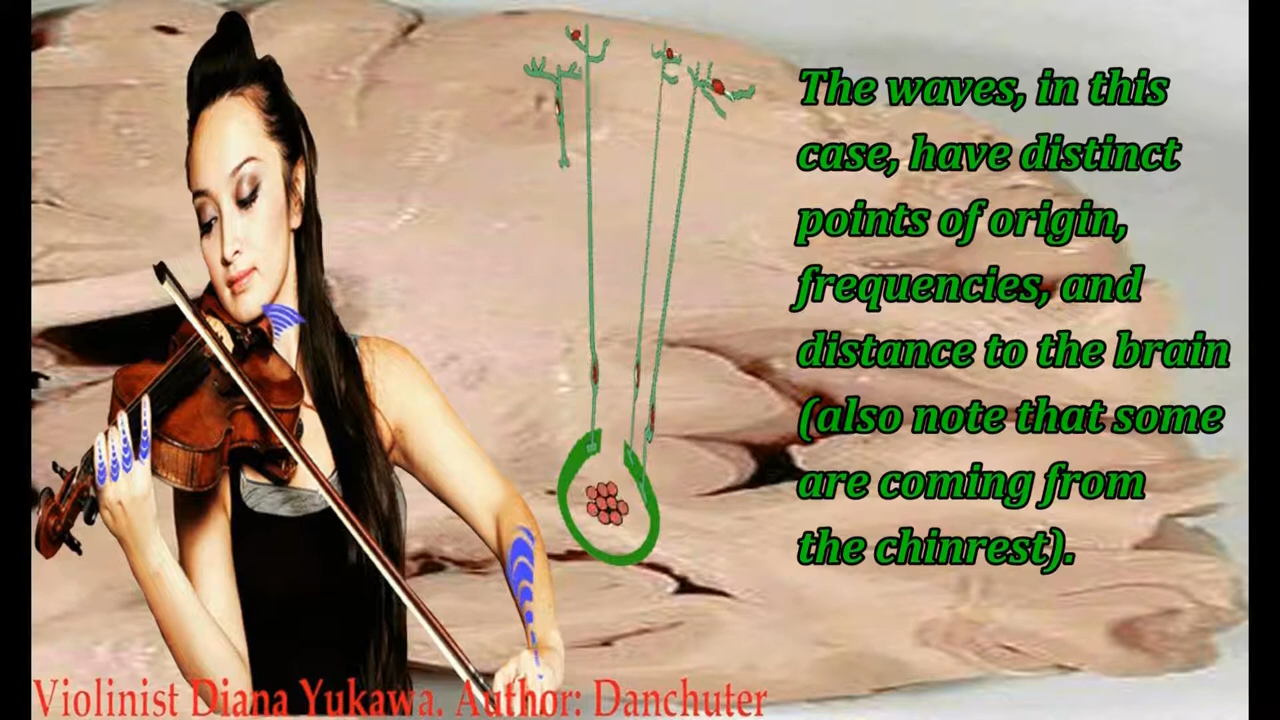 The waves, in this
case, have distinct
points of origin,
frequencies, and
distance to the brain
(also note that some
are coming from
the chinrest).
Violinist Diana Yukawa. Author: Danchuter